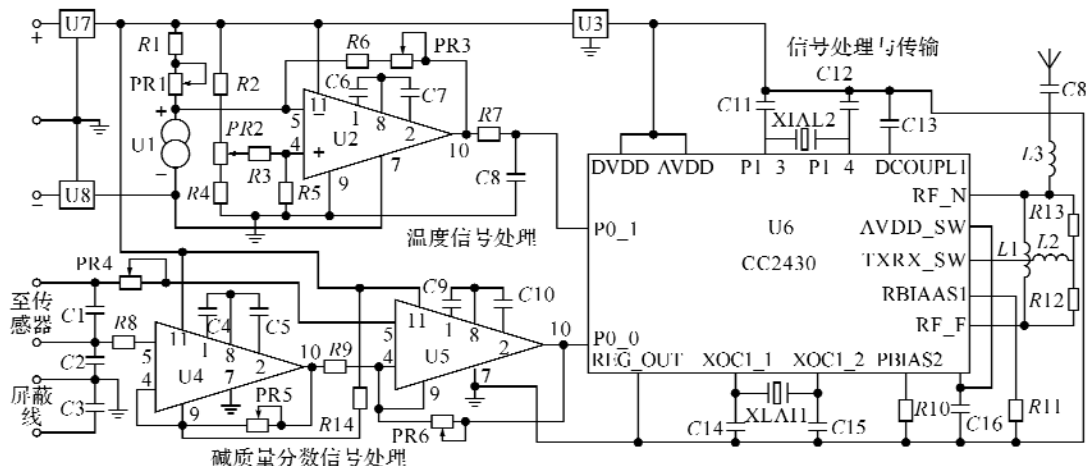 U7
U3
R1
R6
PR3
信号处理与传输
C12
PR1
R2
C6
C7
C11
C8
+
11
5
1
8
2
U2
R7
XIAL2
C13
U1
PR2
4
+
7
10
−
R3
9
C8
DVDD AVDD
P1_3
P1_4
DCOUPL1
L3
U8
R4
R5
RF_N
R13
温度信号处理
P0_1
U6
AVDD_SW
L1
L2
CC2430
TXRX_SW
PR4
至传感器
C1
R8
C4
C5
C9
C10
RBIAAS1
R12
11
5
1
8
2
10
R9
5
11
1
8
2
10
P0_0
RF_F
C2
U4
U5
REG_OUT
XOC1_1
XOC1_2
PBIAS2
4
7
4
17
屏蔽线
C3
9
PR5
R14
9
PR6
XLAI1
C14
C15
R10
C16
R11
碱质量分数信号处理